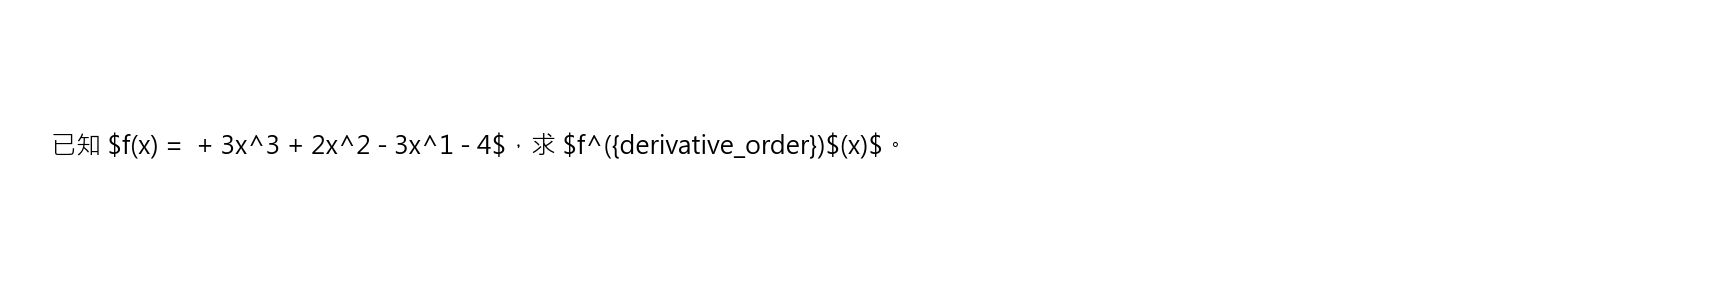 已知 $f(x) =  + 3x^3 + 2x^2 - 3x^1 - 4$，求 $f^({derivative_order})$(x)$。